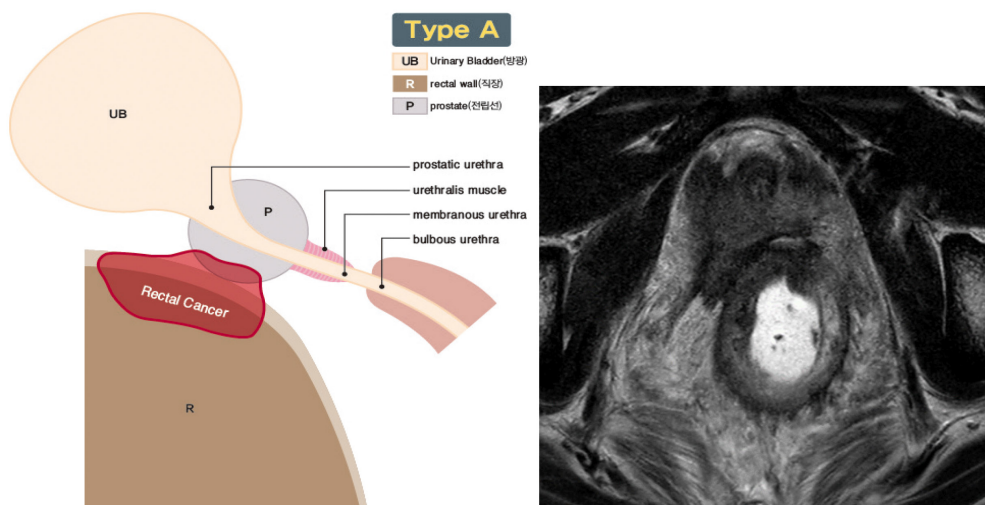 Type A
UB Urinary Bladder(방광)
R rectal wall(직장)
P prostate(전립선)
UB
prostatic urethra
urethralis muscle
P
membranous urethra
bulbous urethra
Rectal Cancer
R